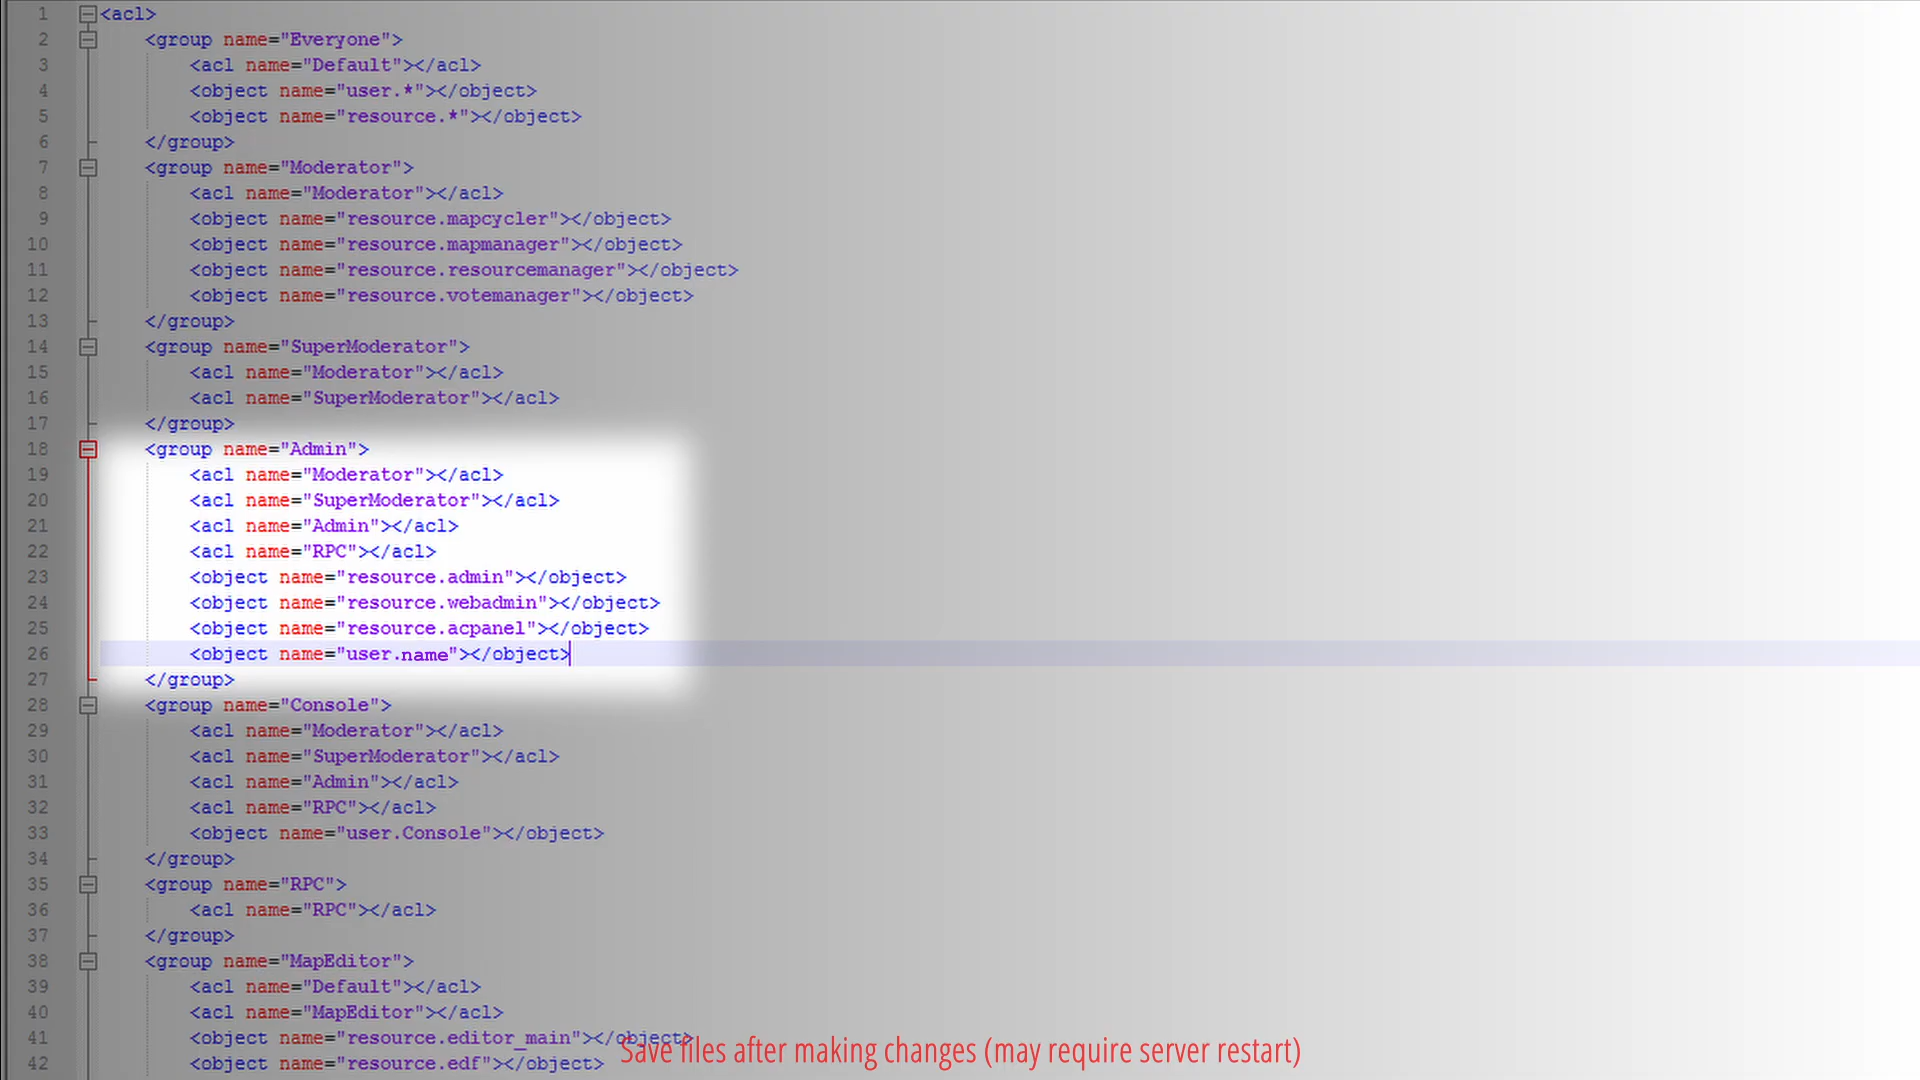 1 <acl>
2 <group name="Everyone">
3 <acl name="Default"></acl>
4 <object name="user.*"></object>
5 <object name="resource.*"></object>
6 </group>
7 <group name="Moderator">
8 <acl name="Moderator"></acl>
9 <object name="resource.mapcycler"></object>
10 <object name="resource.mapmanager"></object>
11 <object name="resource.resourcemanager"></object>
12 <object name="resource.votemanager"></object>
13 </group>
14 <group name="SuperModerator">
15 <acl name="Moderator"></acl>
16 <acl name="SuperModerator"></acl>
17 </group>
18 <group name="Admin">
19 <acl name="Moderator"></acl>
20 <acl name="SuperModerator"></acl>
21 <acl name="Admin"></acl>
22 <acl name="RPC"></acl>
23 <object name="resource.admin"></object>
24 <object name="resource.webadmin"></object>
25 <object name="resource.acpanel"></object>
26 <object name="user.name"></object>
27 </group>
28 <group name="Console">
29 <acl name="Moderator"></acl>
30 <acl name="SuperModerator"></acl>
31 <acl name="Admin"></acl>
32 <acl name="RPC"></acl>
33 <object name="user.Console"></object>
34 </group>
35 <group name="RPC">
36 <acl name="RPC"></acl>
37 </group>
38 <group name="MapEditor">
39 <acl name="Default"></acl>
40 <acl name="MapEditor"></acl>
41 <object name="resource.editor_main"></object>
42 <object name="resource.edf"></object>
Save files after making changes (may require server restart)